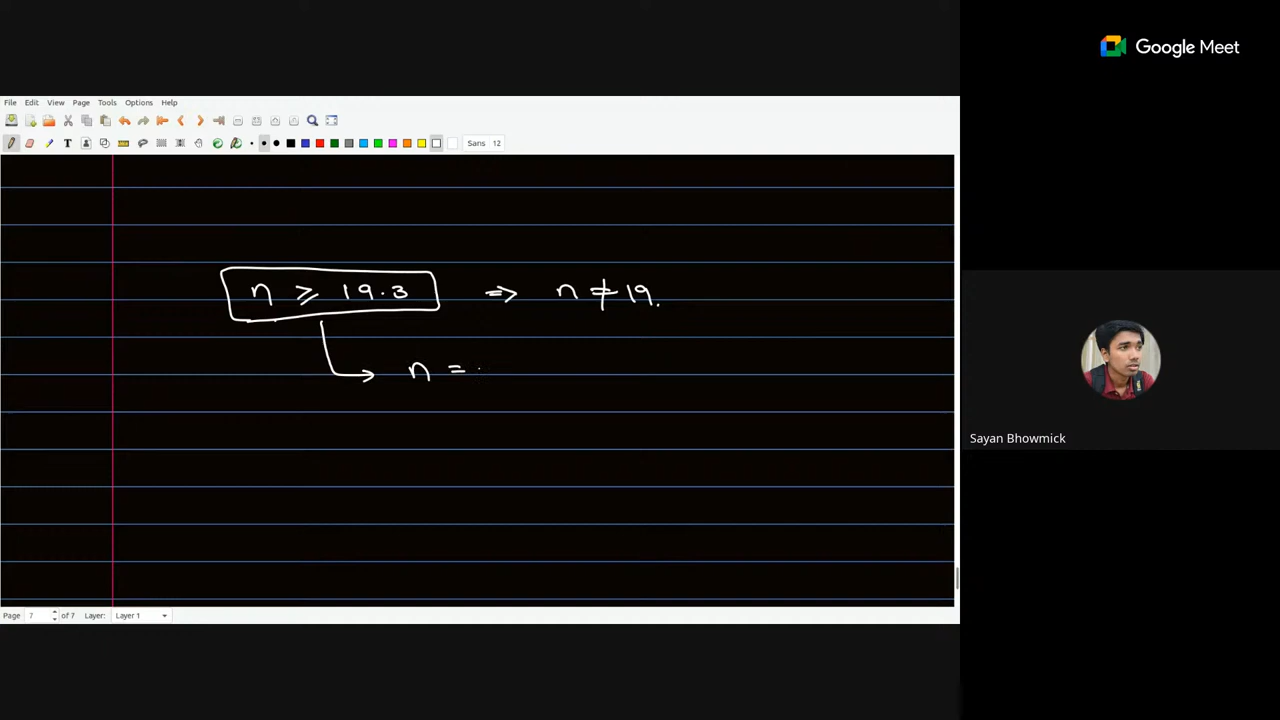 Google Meet
File Edit View Page Tools Options Help
Sans 12
n ≥ 19.3 ⇒ n ≠ 19.
n =
Sayan Bhowmick
Page 7 of 7 Layer: Layer 1